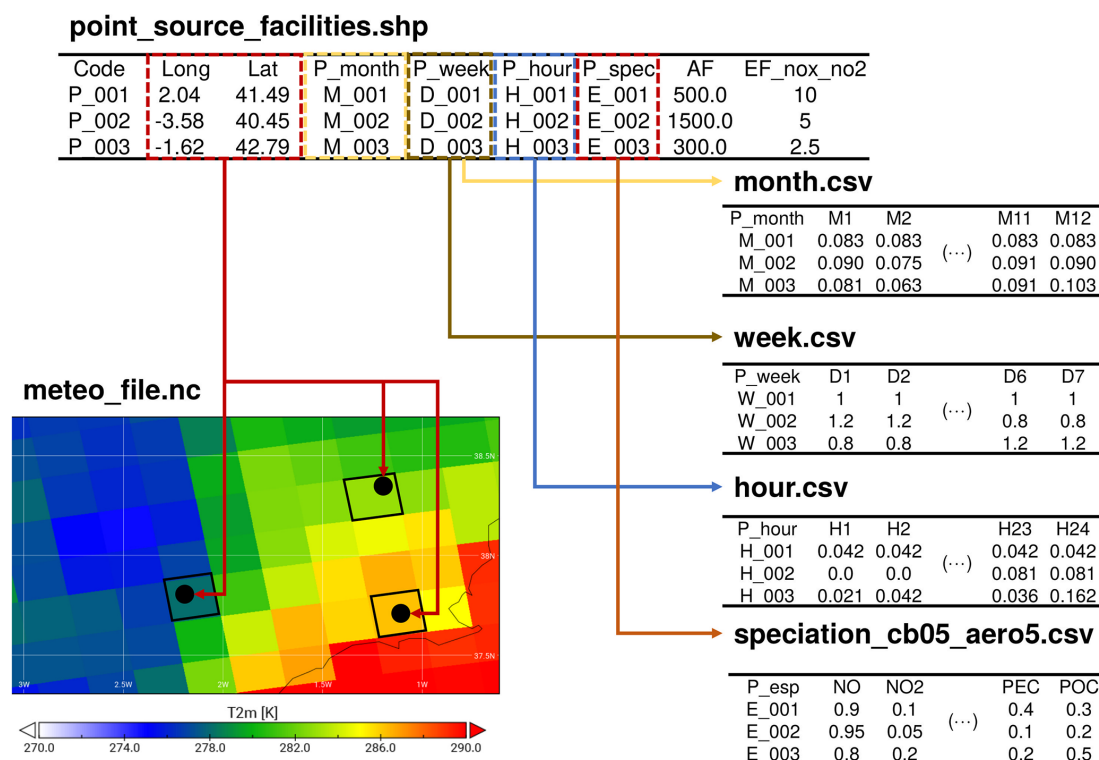 point_source_facilities.shp
Code Long Lat P_month P_week P_hour P_spec AF EF_nox_no2
P_001 2.04 41.49 M_001 D_001 H_001 E_001 500.0 10
P_002 -3.58 40.45 M_002 D_002 H_002 E_002 1500.0 5
P_003 -1.62 42.79 M_003 D_003 H_003 E_003 300.0 2.5
month.csv
P_month M1 M2 M11 M12
M_001 0.083 0.083 0.083 0.083
(···)
M_002 0.090 0.075 0.091 0.090
M_003 0.081 0.063 0.091 0.103
week.csv
P_week D1 D2 D6 D7
W_001 1 1 1 1
(···)
W_002 1.2 1.2 0.8 0.8
W_003 0.8 0.8 1.2 1.2
hour.csv
P_hour H1 H2 H23 H24
H_001 0.042 0.042 0.042 0.042
(···)
H_002 0.0 0.0 0.081 0.081
H_003 0.021 0.042 0.036 0.162
speciation_cb05_aero5.csv
P_esp NO NO2 PEC POC
E_001 0.9 0.1 0.4 0.3
(···)
E_002 0.95 0.05 0.1 0.2
E_003 0.8 0.2 0.2 0.5
meteo_file.nc
38.5N
38N
37.5N
3W 2.5W 2W 1.5W 1W
T2m [K]
270.0 274.0 278.0 282.0 286.0 290.0